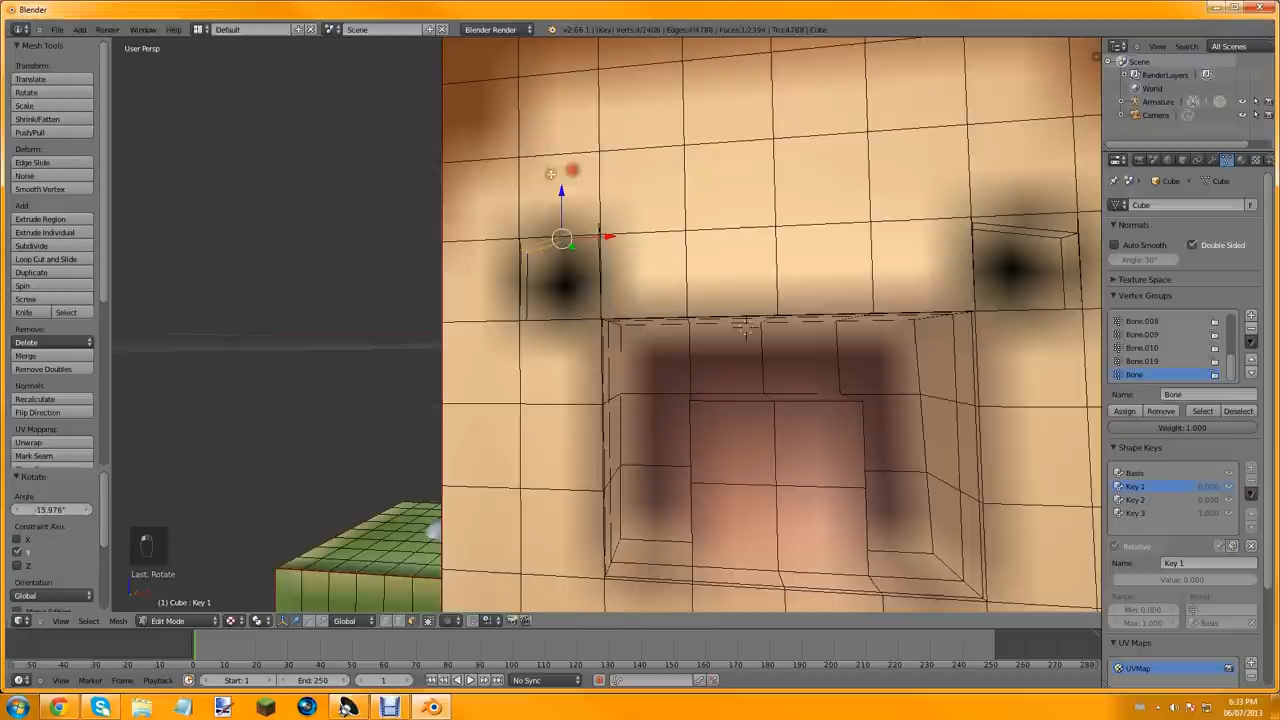 Blender
File Add Render Window Help Default Scene Blender Render v2.66.1 | (Key) Verts:4/2406 | Edges:4/4788 | Faces:1/2394 | Tris:4788 | Cube
View Search All Scenes
Mesh Tools
User Persp
Scene
Transform:
RenderLayers
Translate
World
Rotate
Armature
Scale
Camera
Shrink/Fatten
Push/Pull
Deform:
Edge Slide
Noise
Cube Cube
Smooth Vertex
Add:
Cube F
Extrude Region
Normals
Extrude Individual
Auto Smooth Double Sided
Subdivide
Angle: 30°
Loop Cut and Slide
Texture Space
Duplicate
Vertex Groups
Spin
Screw
Knife Select
Bone.008
Remove:
Bone.009
Delete
Bone.010
Merge
Bone.019
Remove Doubles
Bone
Normals
Name: Bone
Recalculate
Assign Remove Select Deselect
Flip Direction
Weight: 1.000
UV Mapping:
Shape Keys
Unwrap
Mark Seam
Basis
Rotate
Key 1 0.000
Angle
Key 2 0.000
-15.976°
Key 3 1.000
Constraint Axis
X
Y
Relative
Z
Name Key 1
Last: Rotate
Value: 0.000
Orientation
Range: Blend:
Global
Min: 0.000
(1) Cube : Key 1
Max: 1.000 Basis
View Select Mesh Edit Mode Global
UV Maps
UVMap
-50 -40 -30 -20 -10 0 10 20 30 40 50 60 70 80 90 100 110 120 130 140 150 160 170 180 190 200 210 220 230 240 250 260 270 280
View Marker Frame Playback Start: 1 End: 250 1 No Sync
6:33 PM
06/07/2013